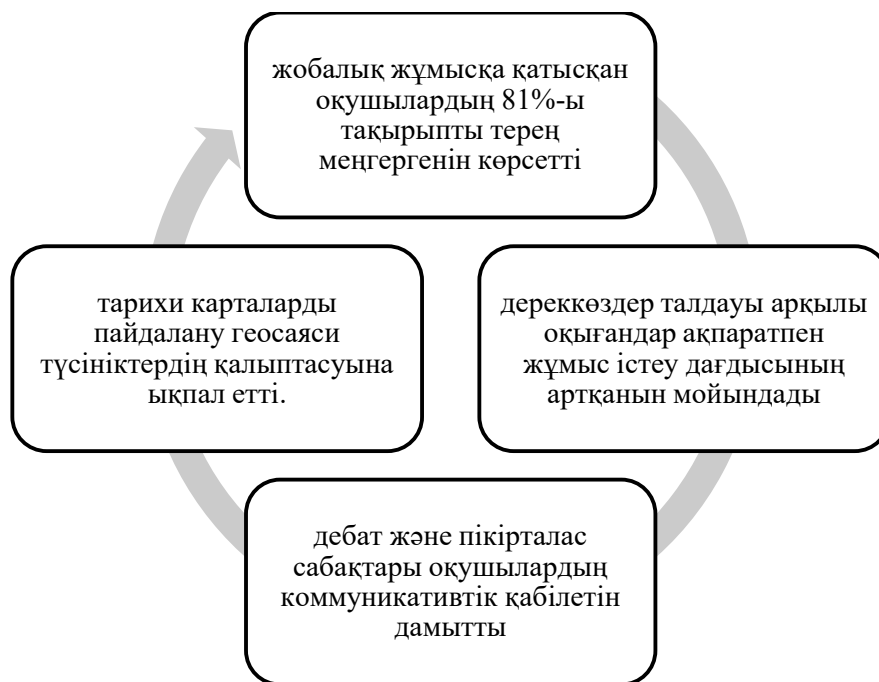 жобалық жұмысқа қатысқан
оқушылардың 81%-ы
тақырыпты терең
меңгергенін көрсетті
дереккөздер талдауы арқылы
оқығандар ақпаратпен
жұмыс істеу дағдысының
артқанын мойындады
дебат және пікірталас
сабақтары оқушылардың
коммуникативтік қабілетін
дамытты
тарихи карталарды
пайдалану геосаяси
түсініктердің қалыптасуына
ықпал етті.